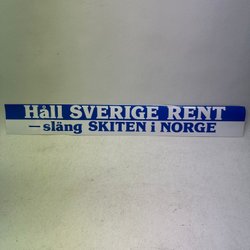 Håll SVERIGE RENT
—släng SKITEN i NORGE